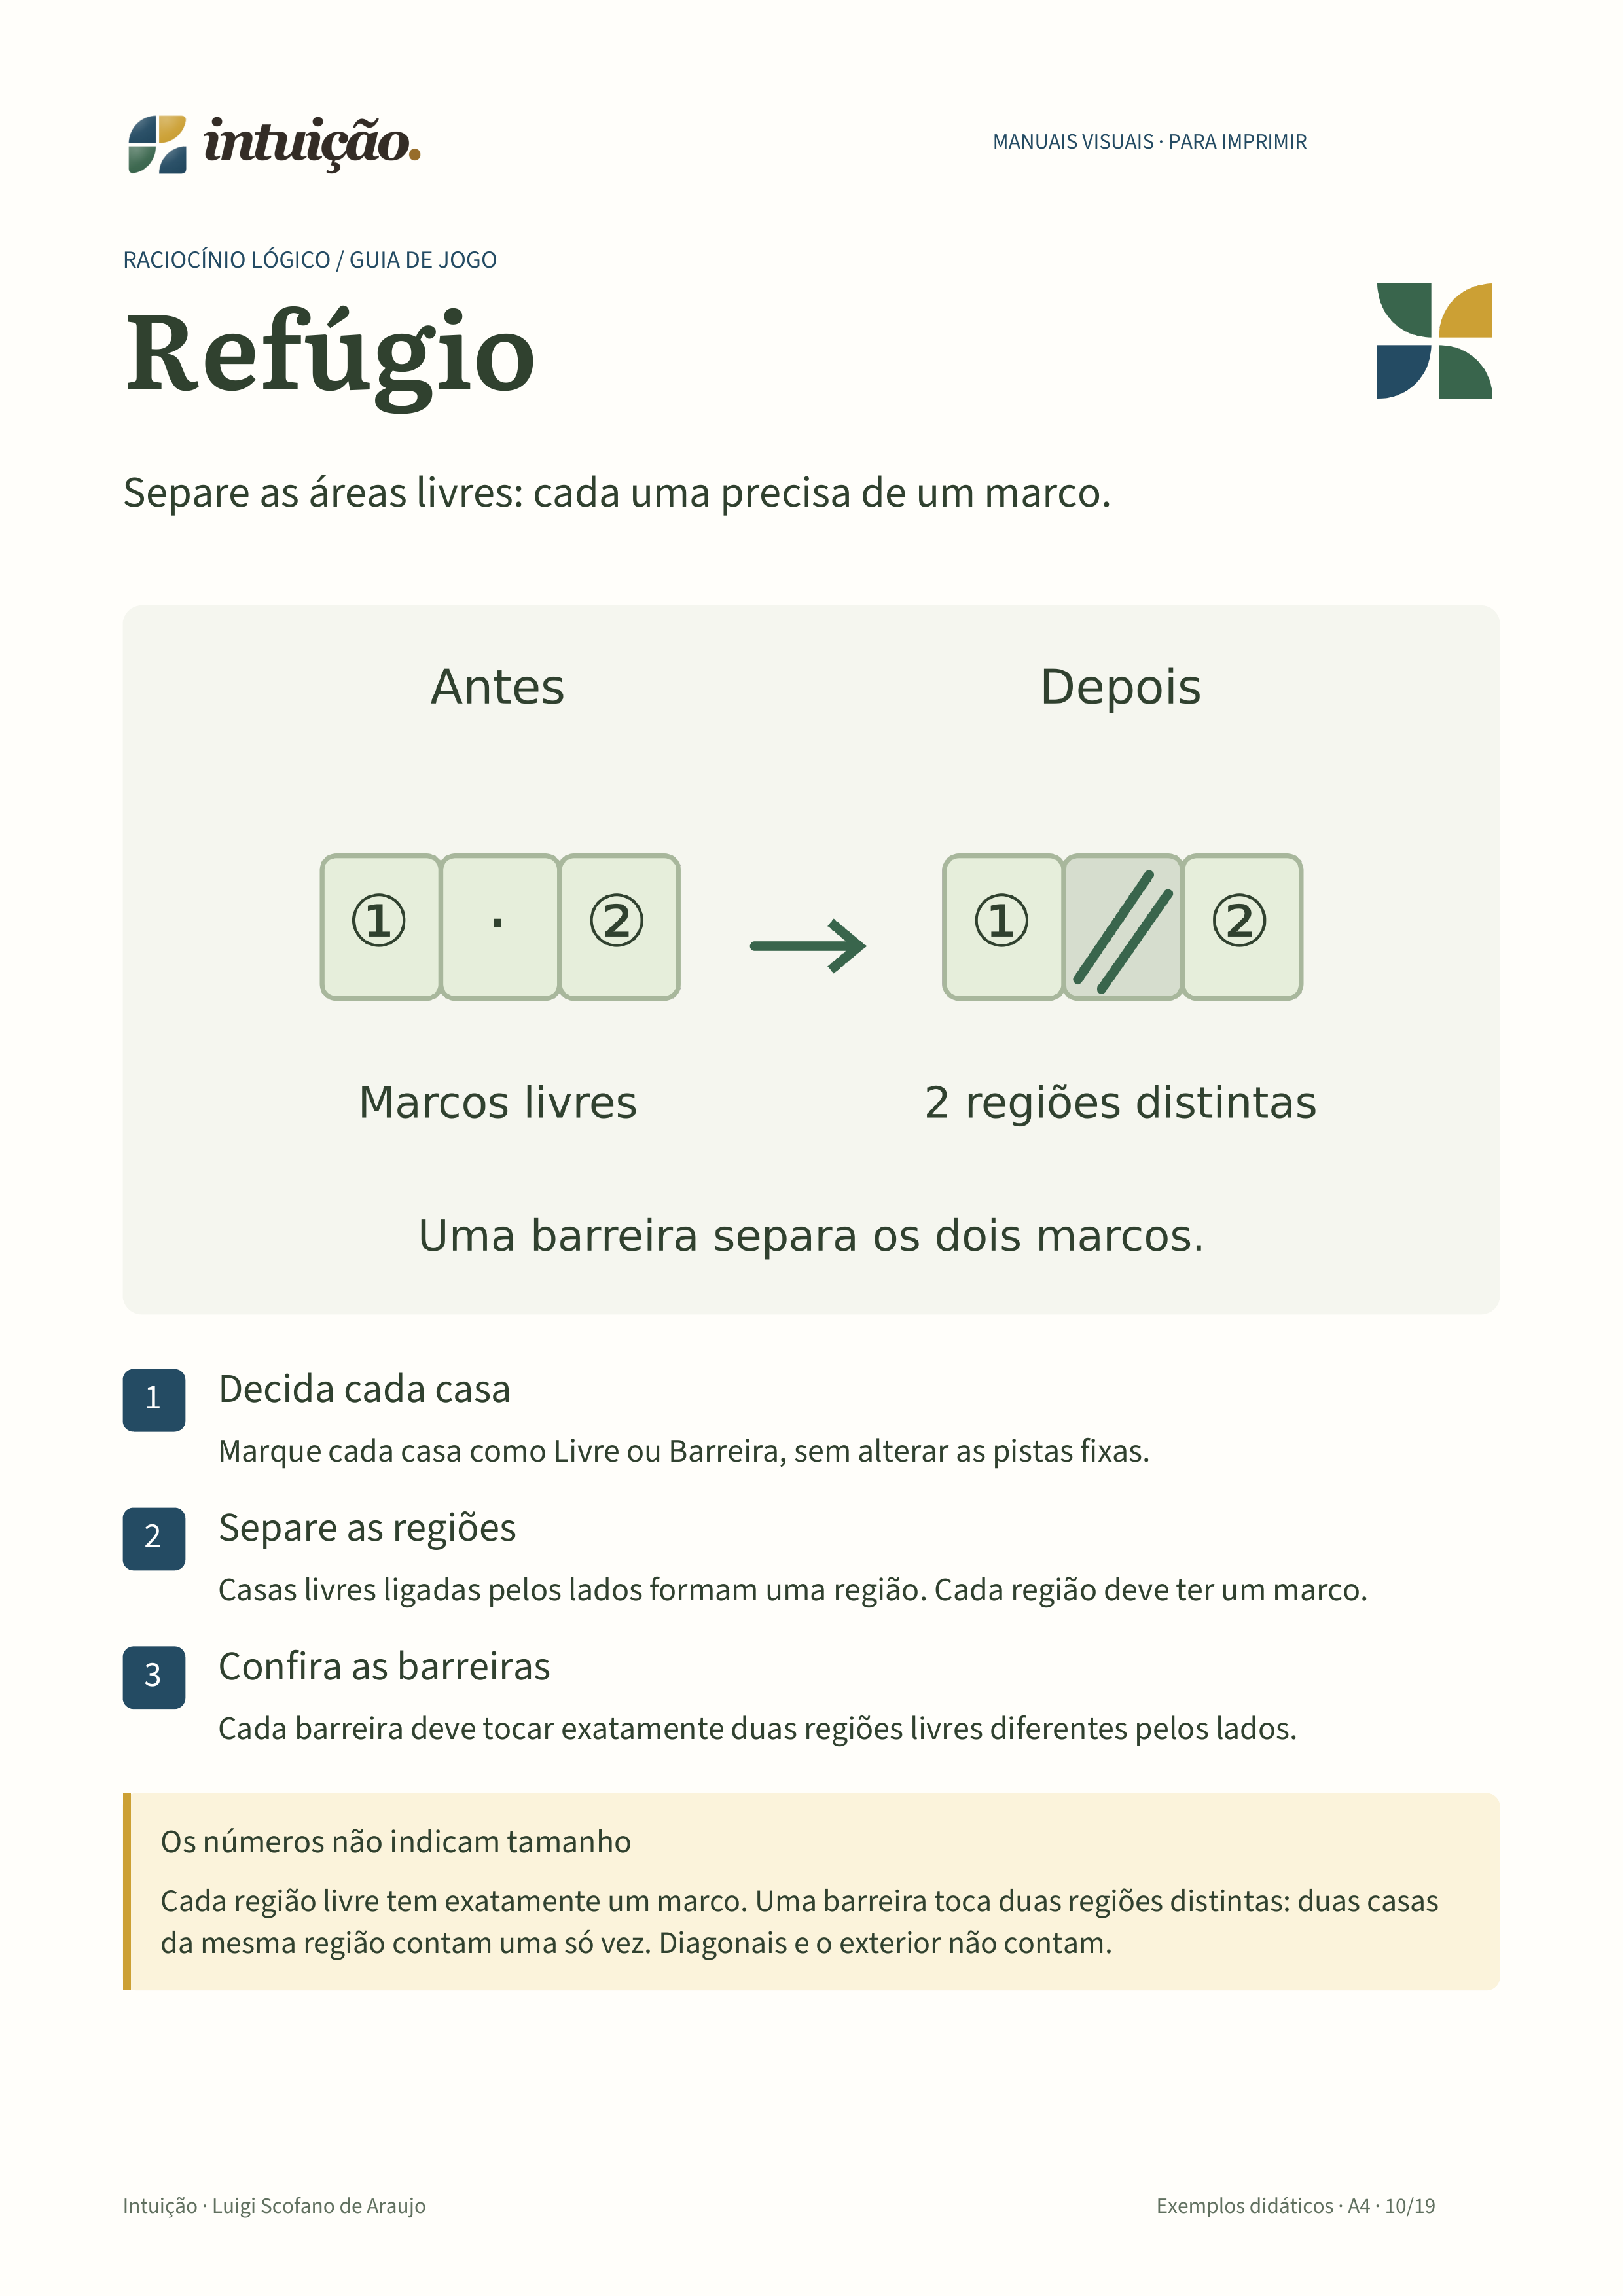 intuição.
MANUAIS VISUAIS · PARA IMPRIMIR
RACIOCÍNIO LÓGICO / GUIA DE JOGO
Refúgio
Separe as áreas livres: cada uma precisa de um marco.
Antes
Depois
① · ②
① ②
Marcos livres
2 regiões distintas
Uma barreira separa os dois marcos.
1 Decida cada casa
Marque cada casa como Livre ou Barreira, sem alterar as pistas fixas.
2 Separe as regiões
Casas livres ligadas pelos lados formam uma região. Cada região deve ter um marco.
3 Confira as barreiras
Cada barreira deve tocar exatamente duas regiões livres diferentes pelos lados.
Os números não indicam tamanho
Cada região livre tem exatamente um marco. Uma barreira toca duas regiões distintas: duas casas
da mesma região contam uma só vez. Diagonais e o exterior não contam.
Intuição · Luigi Scofano de Araujo
Exemplos didáticos · A4 · 10/19